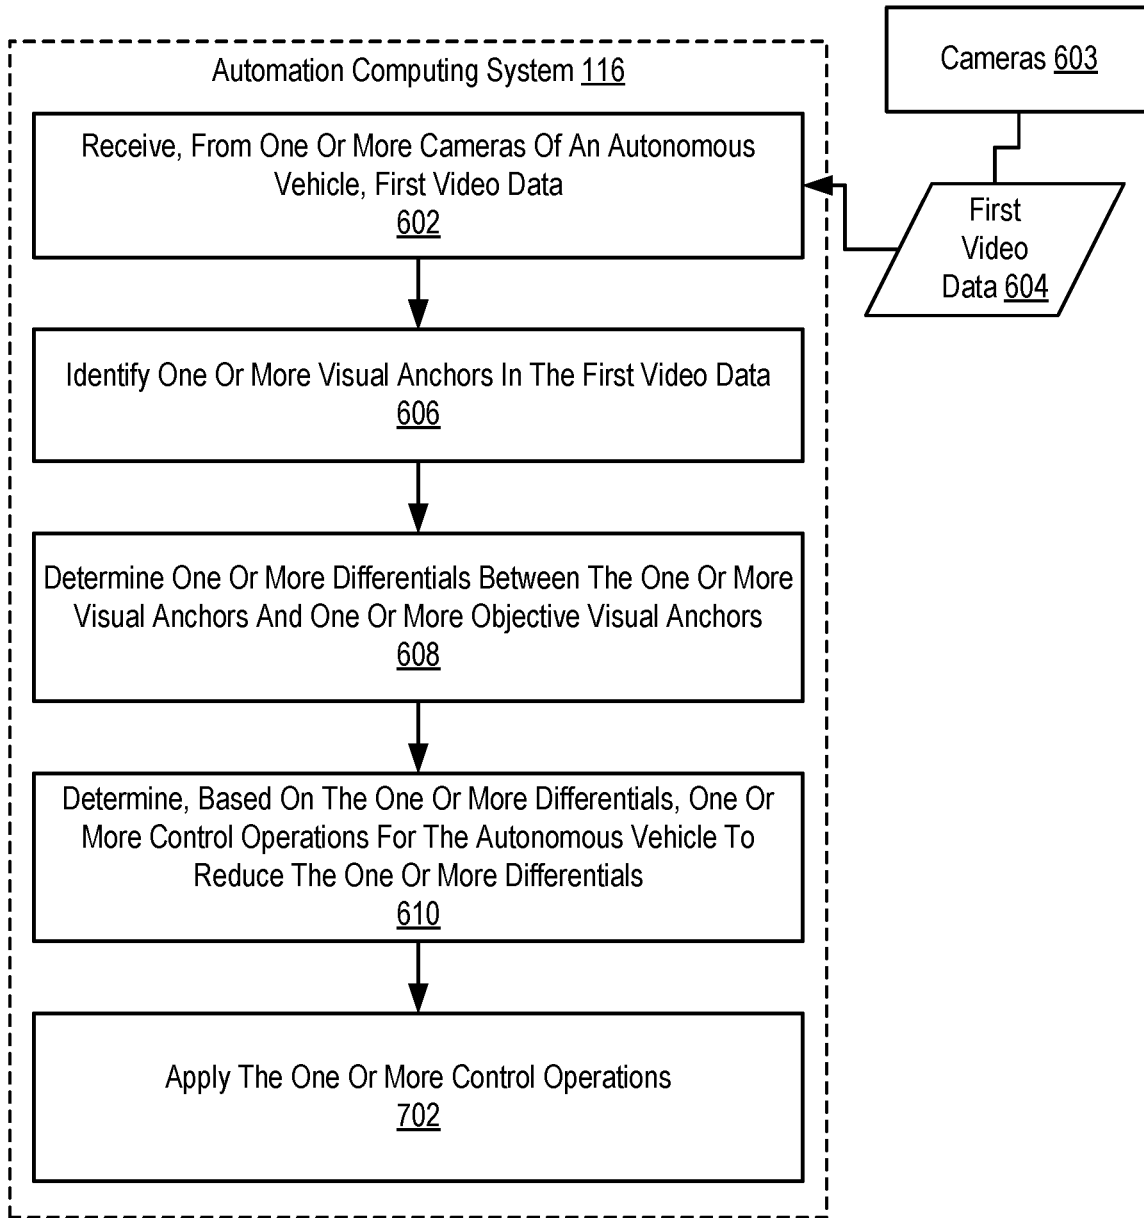 Automation Computing System 116
Cameras 603
Receive, From One Or More Cameras Of An Autonomous
Vehicle, First Video Data
602
First
Video
Data 604
Identify One Or More Visual Anchors In The First Video Data
606
Determine One Or More Differentials Between The One Or More
Visual Anchors And One Or More Objective Visual Anchors
608
Determine, Based On The One Or More Differentials, One Or
More Control Operations For The Autonomous Vehicle To
Reduce The One Or More Differentials
610
Apply The One Or More Control Operations
702